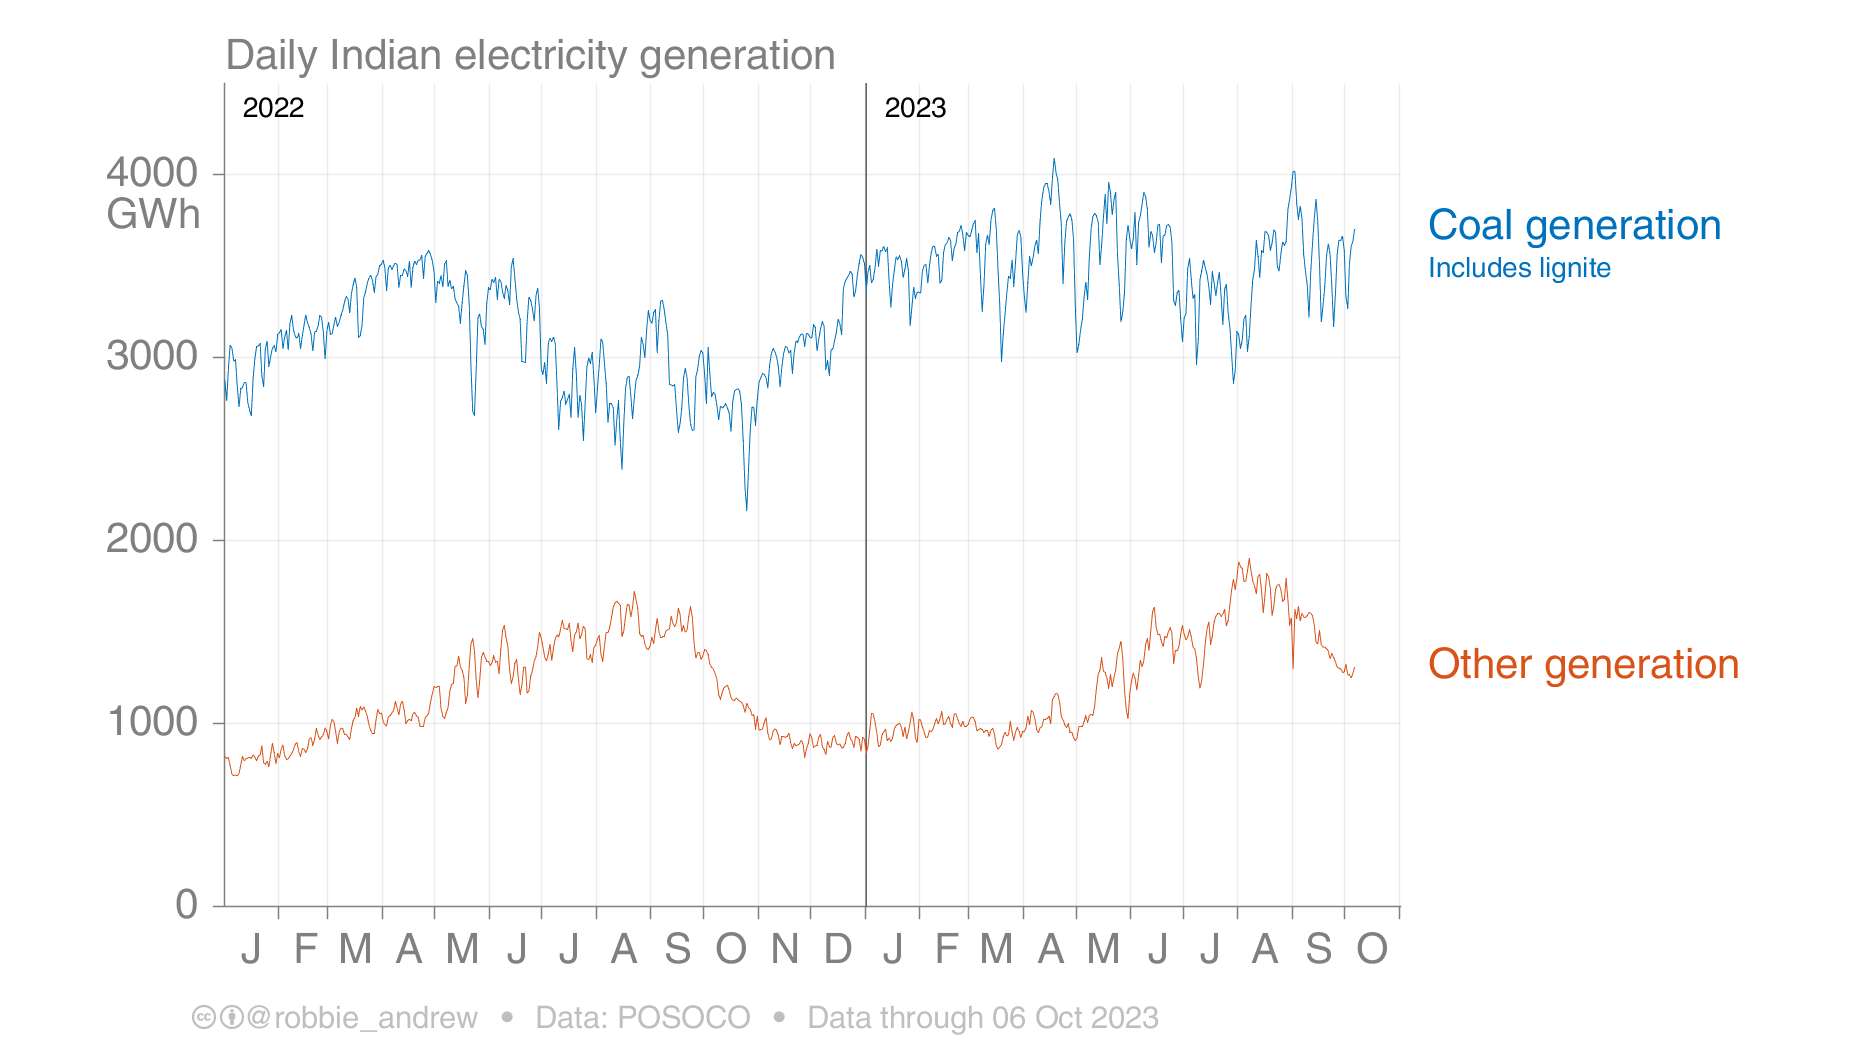 Daily Indian electricity generation
2022
2023
4000
GWh
3000
2000
1000
0
Coal generation
Includes lignite
Other generation
J F M A M J J A S O N D J F M A M J J A S O
cc @robbie_andrew • Data: POSOCO • Data through 06 Oct 2023